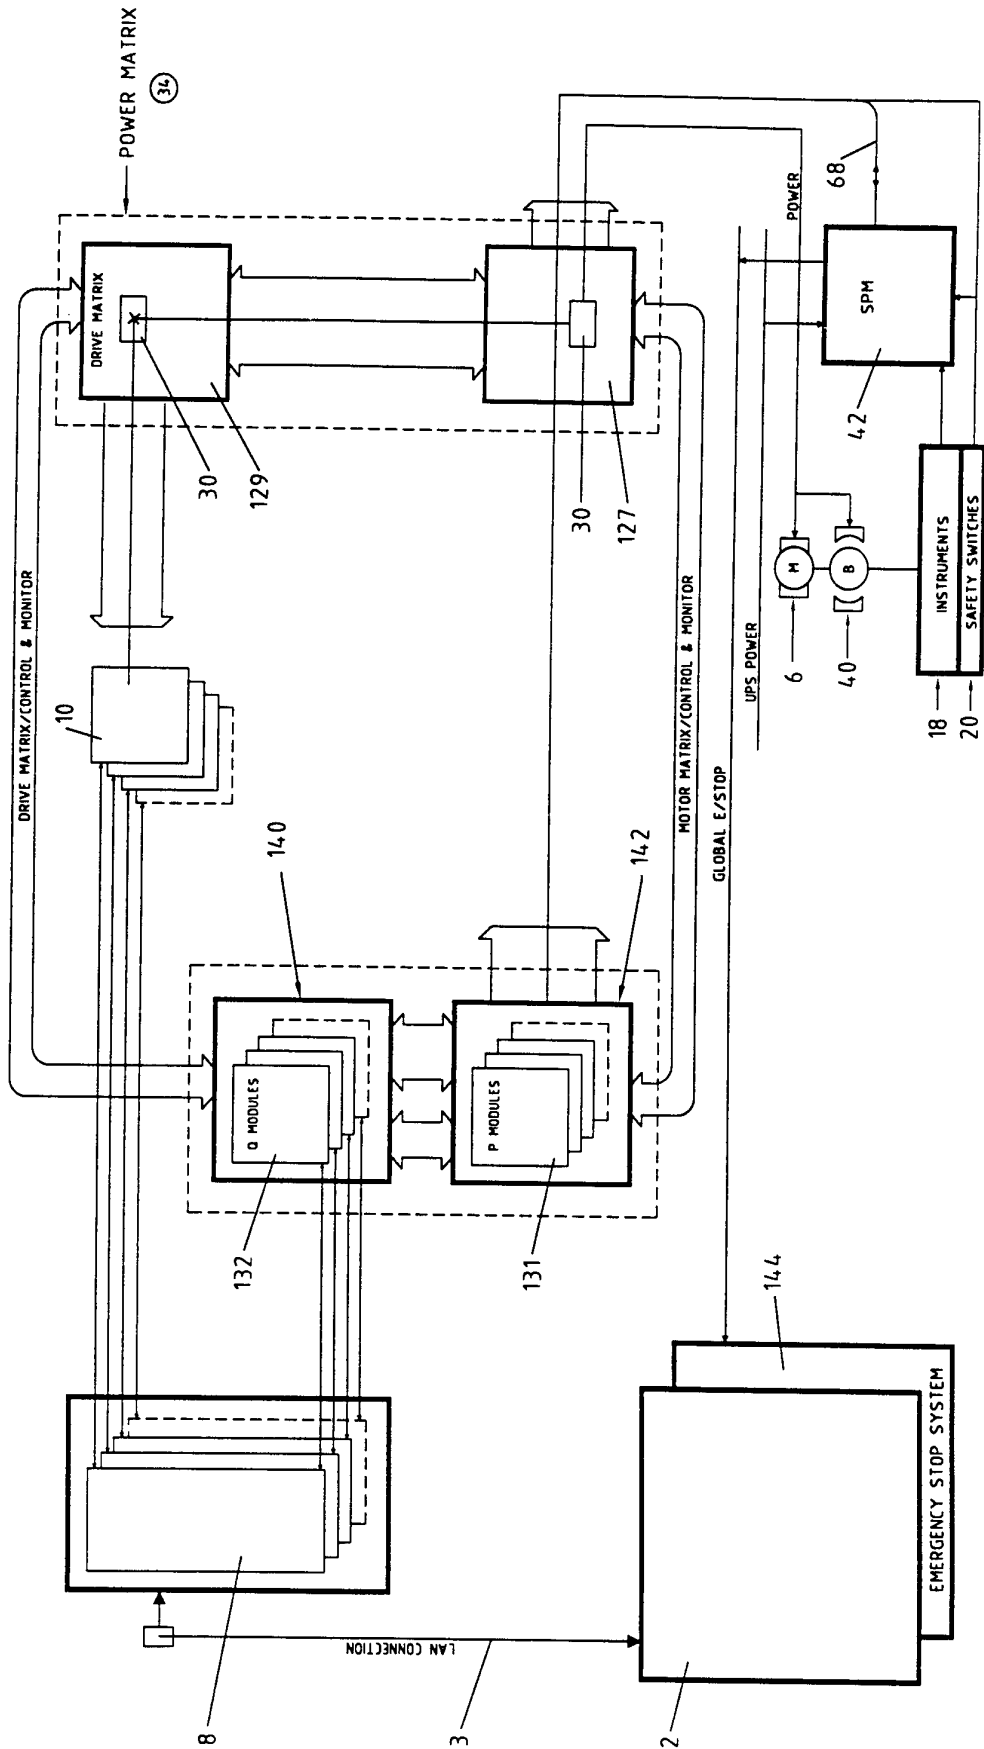 POWER MATRIX
34
DRIVE MATRIX/CONTROL & MONITOR
DRIVE MATRIX
30
129
10
30
127
POWER
68
SPM
42
INSTRUMENTS
SAFETY SWITCHES
18
20
M
B
6
40
UPS POWER
GLOBAL E/STOP
MOTOR MATRIX/CONTROL & MONITOR
140
142
Q MODULES
P MODULES
132
131
8
LAN CONNECTION
3
2
144
EMERGENCY STOP SYSTEM